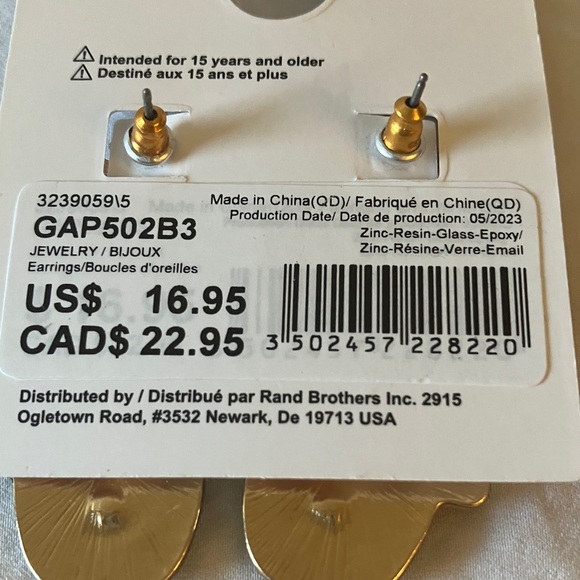 Intended for 15 years and older
Destiné aux 15 ans et plus
3239059\5
GAP502B3
JEWELRY / BIJOUX
Earrings/Boucles d'oreilles
US$ 16.95
CAD$ 22.95
Made in China(QD)/ Fabriqué en Chine(QD)
Production Date/ Date de production: 05/2023
Zinc-Resin-Glass-Epoxy/
Zinc-Résine-Verre-Email
3 502457 228220
Distributed by / Distribué par Rand Brothers Inc. 2915
Ogletown Road, #3532 Newark, De 19713 USA